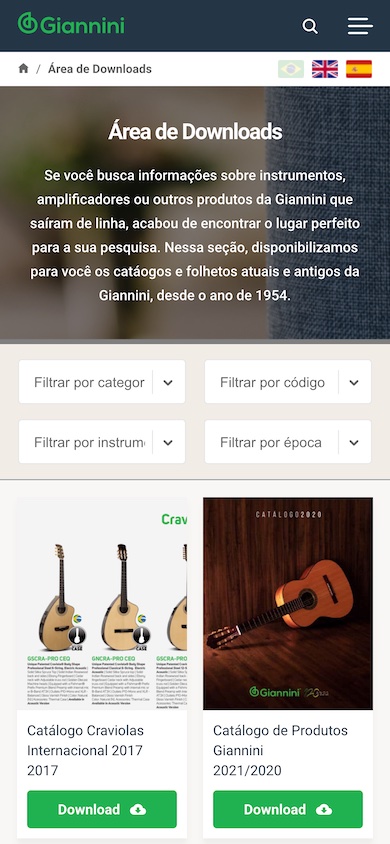 Giannini
/ Área de Downloads
Área de Downloads
Se você busca informações sobre instrumentos,
amplificadores ou outros produtos da Giannini que
saíram de linha, acabou de encontrar o lugar perfeito
para a sua pesquisa. Nessa seção, disponibilizamos
para você os catáogos e folhetos atuais e antigos da
Giannini, desde o ano de 1954.
Filtrar por categor
Filtrar por código
Filtrar por instrum
Filtrar por época
Crav
CASE
CASE
GSCRA-PRO CEQ
GNCRA-PRO CEQ
GSCRA-PR
CATÁLOGO2020
Giannini
Catálogo Craviolas
Internacional 2017
2017
Download
Catálogo de Produtos
Giannini
2021/2020
Download